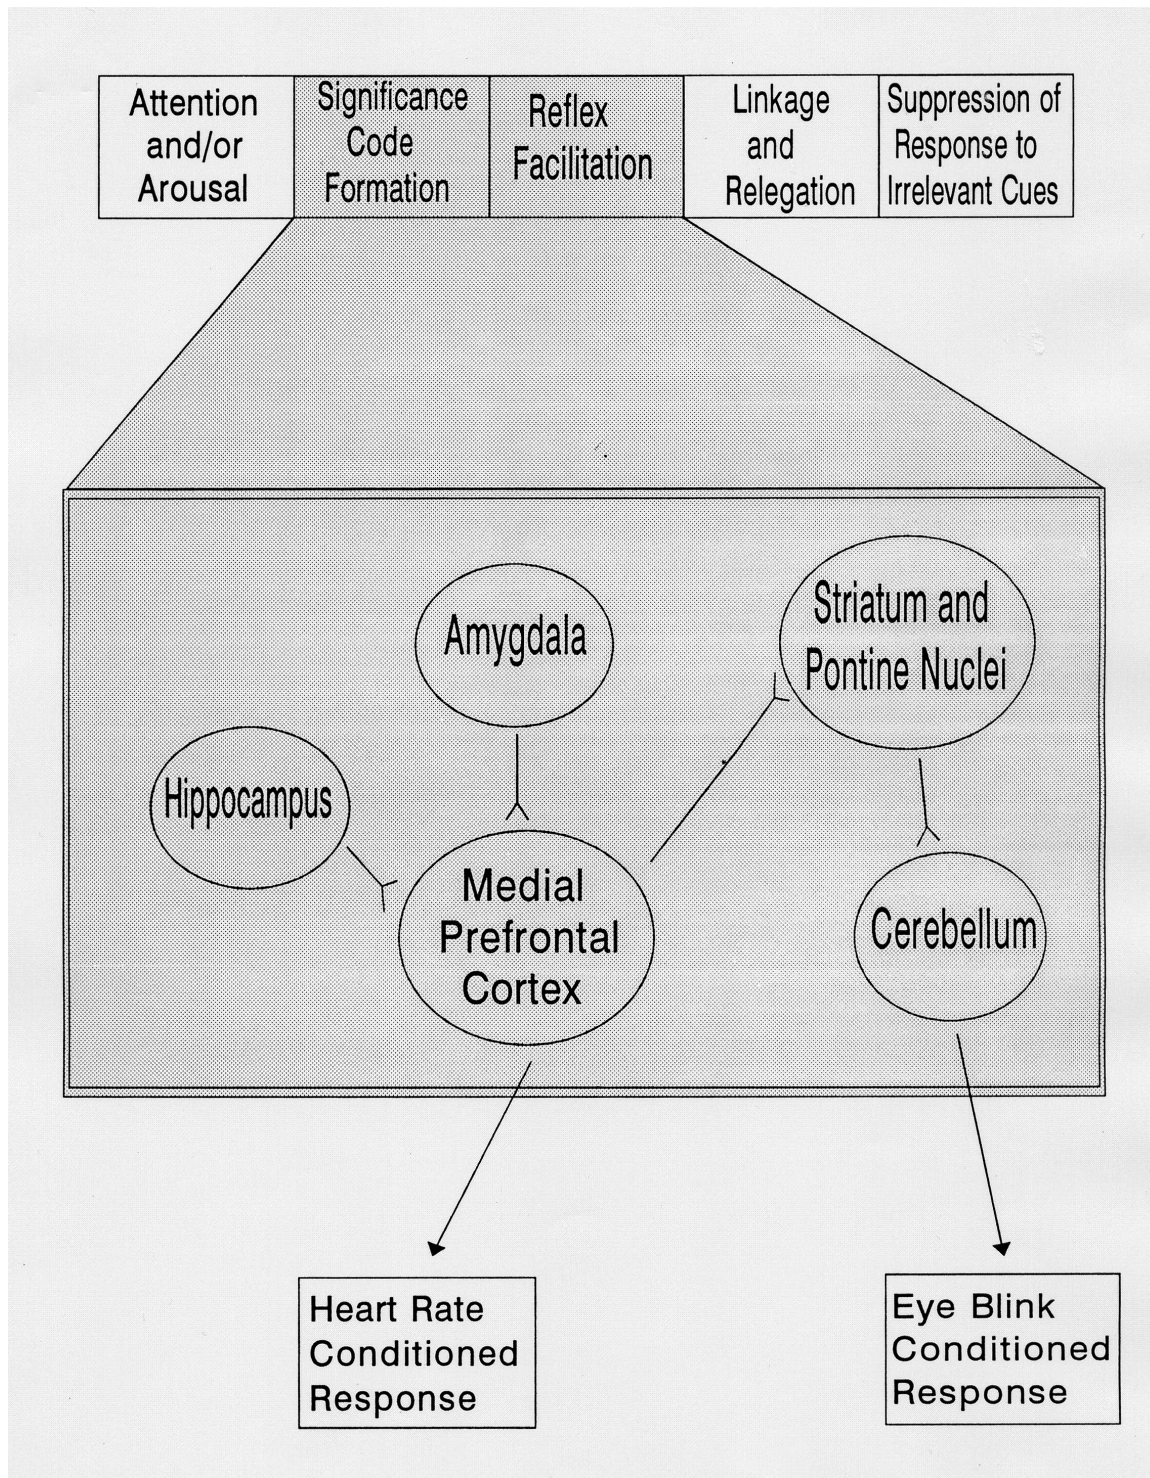 Attention
and/or
Arousal
Significance
Code
Formation
Reflex
Facilitation
Linkage
and
Relegation
Suppression of
Response to
Irrelevant Cues
Amygdala
Striatum and
Pontine Nuclei
Hippocampus
Medial
Prefrontal
Cortex
Cerebellum
Heart Rate
Conditioned
Response
Eye Blink
Conditioned
Response